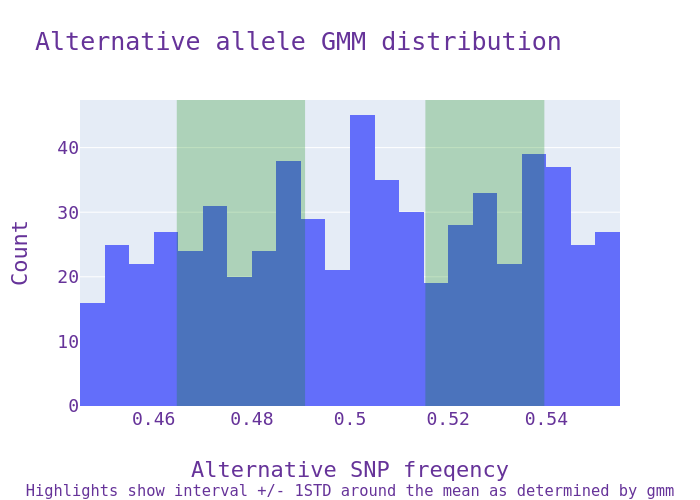 Alternative allele GMM distribution
40
30
20
10
0
Count
0.46 0.48 0.5 0.52 0.54
Alternative SNP freqency
Highlights show interval +/- 1STD around the mean as determined by gmm